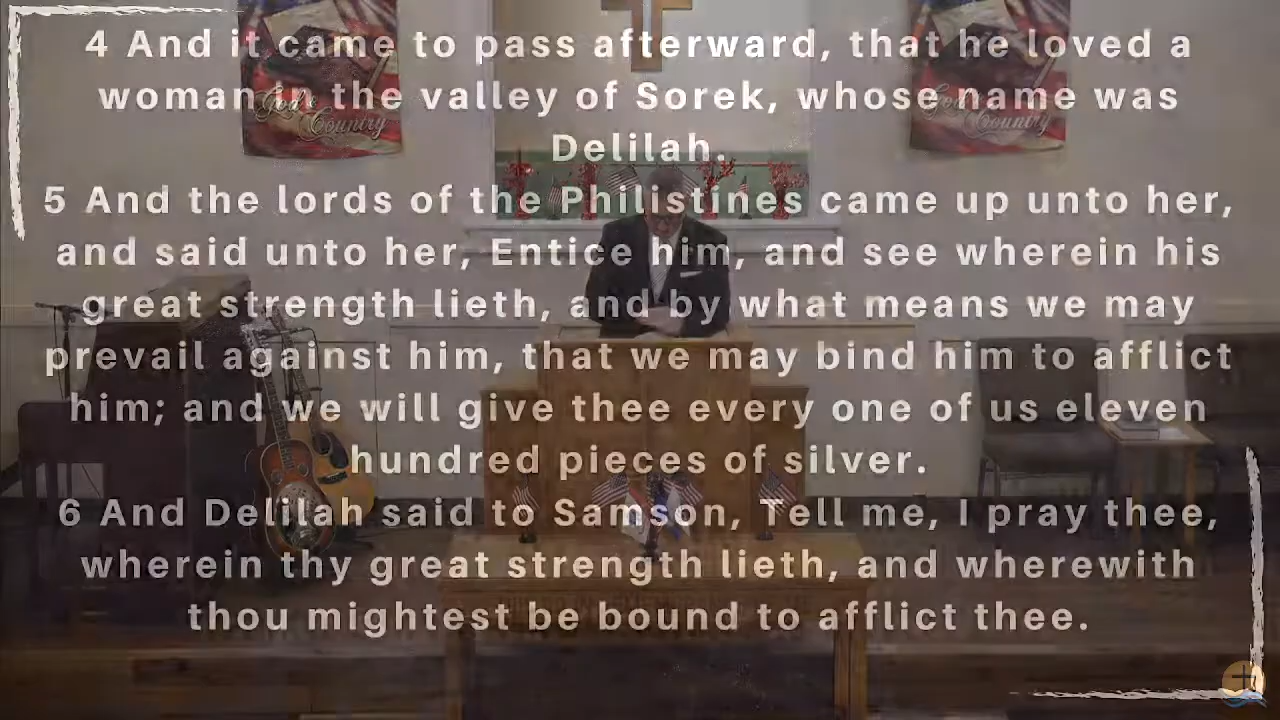 4 And it came to pass afterward, that he loved a
woman in the valley of Sorek, whose name was
Delilah.
5 And the lords of the Philistines came up unto her,
and said unto her, Entice him, and see wherein his
great strength lieth, and by what means we may
prevail against him, that we may bind him to afflict
him; and we will give thee every one of us eleven
hundred pieces of silver.
6 And Delilah said to Samson, Tell me, I pray thee,
wherein thy great strength lieth, and wherewith
thou mightest be bound to afflict thee.
God &
Country
God &
Country